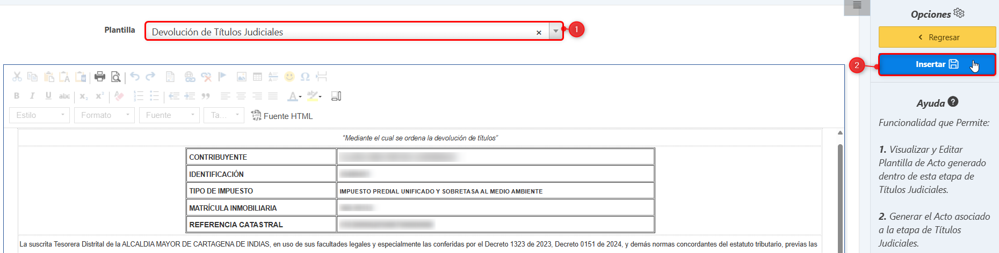 Opciones
Plantilla
Devolución de Títulos Judiciales
×
1
Regresar
2
Insertar
B I U abc x₂ x²
Estilo
Formato
Fuente
Ta...
Fuente HTML
“Mediante el cual se ordena la devolución de títulos”
CONTRIBUYENTE
IDENTIFICACIÓN
TIPO DE IMPUESTO IMPUESTO PREDIAL UNIFICADO Y SOBRETASA AL MEDIO AMBIENTE
MATRÍCULA INMOBILIARIA
REFERENCIA CATASTRAL
La suscrita Tesorera Distrital de la ALCALDIA MAYOR DE CARTAGENA DE INDIAS, en uso de sus facultades legales y especialmente las conferidas por el Decreto 1323 de 2023, Decreto 0151 de 2024, y demás normas concordantes del estatuto tributario, previas las
Ayuda
Funcionalidad que Permite:
1. Visualizar y Editar
Plantilla de Acto generado
dentro de esta etapa de
Títulos Judiciales.
2. Generar el Acto asociado
a la etapa de Títulos
Judiciales.